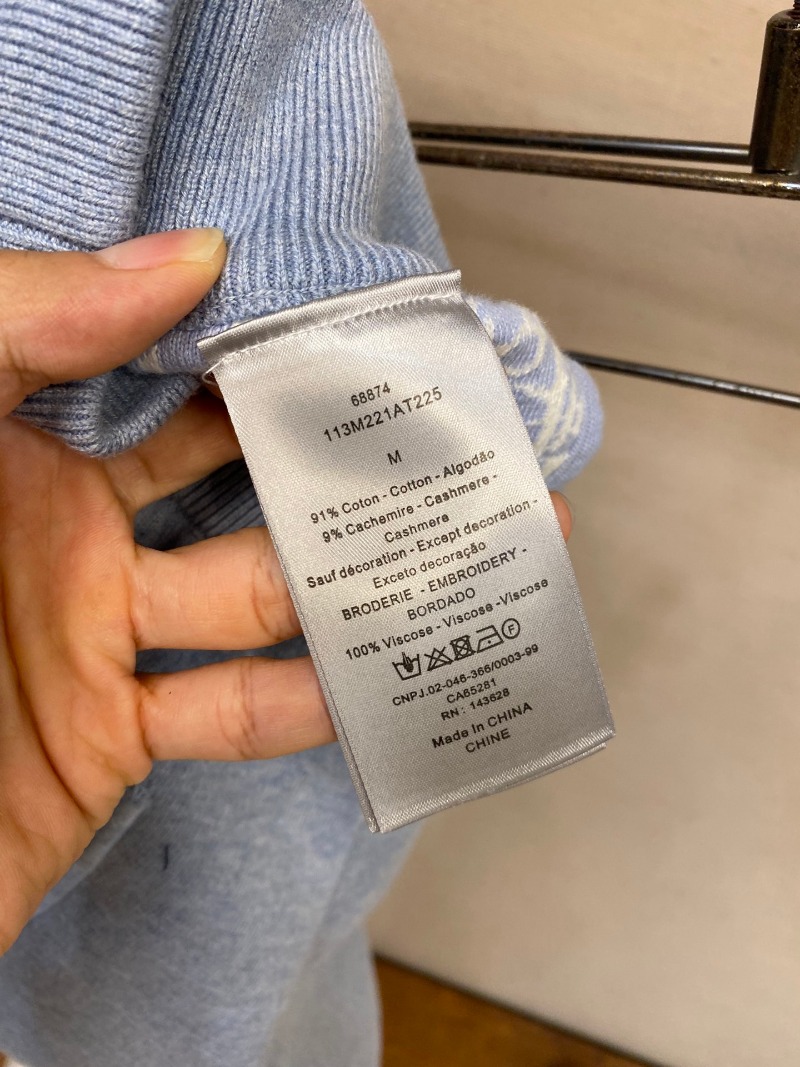 68874
113M221AT225
M
91% Coton - Cotton - Algodão
9% Cachemire - Cashmere -
Cashmere
Sauf décoration - Except decoration -
Exceto decoração
BRODERIE - EMBROIDERY -
BORDADO
100% Viscose - Viscose -Viscose
F
CNPJ.02-046-366/0003-99
CA65281
RN : 143628
Made In CHINA
CHINE